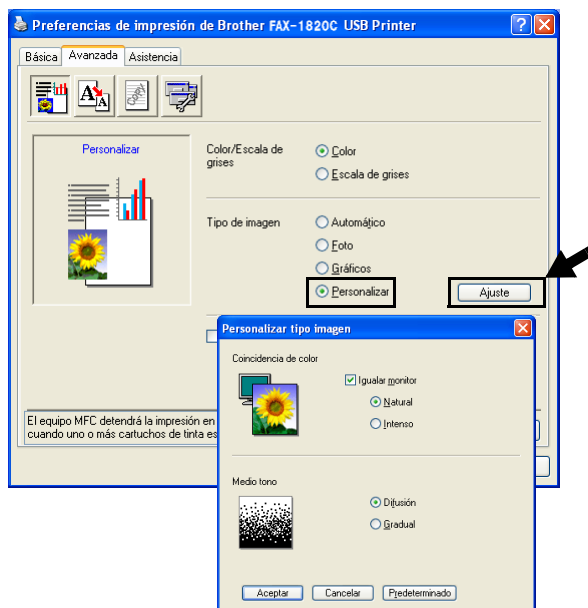 Preferencias de impresión de Brother FAX-1820C USB Printer
Básica Avanzada Asistencia
Personalizar
Color/Escala de
grises
Color
Escala de grises
Tipo de imagen
Automático
Foto
Gráficos
Personalizar
Ajuste
Personalizar tipo imagen
Coincidencia de color
Igualar monitor
Natural
Intenso
El equipo MFC detendrá la impresión en
cuando uno o más cartuchos de tinta es
Medio tono
Difusión
Gradual
Aceptar Cancelar Predeterminado